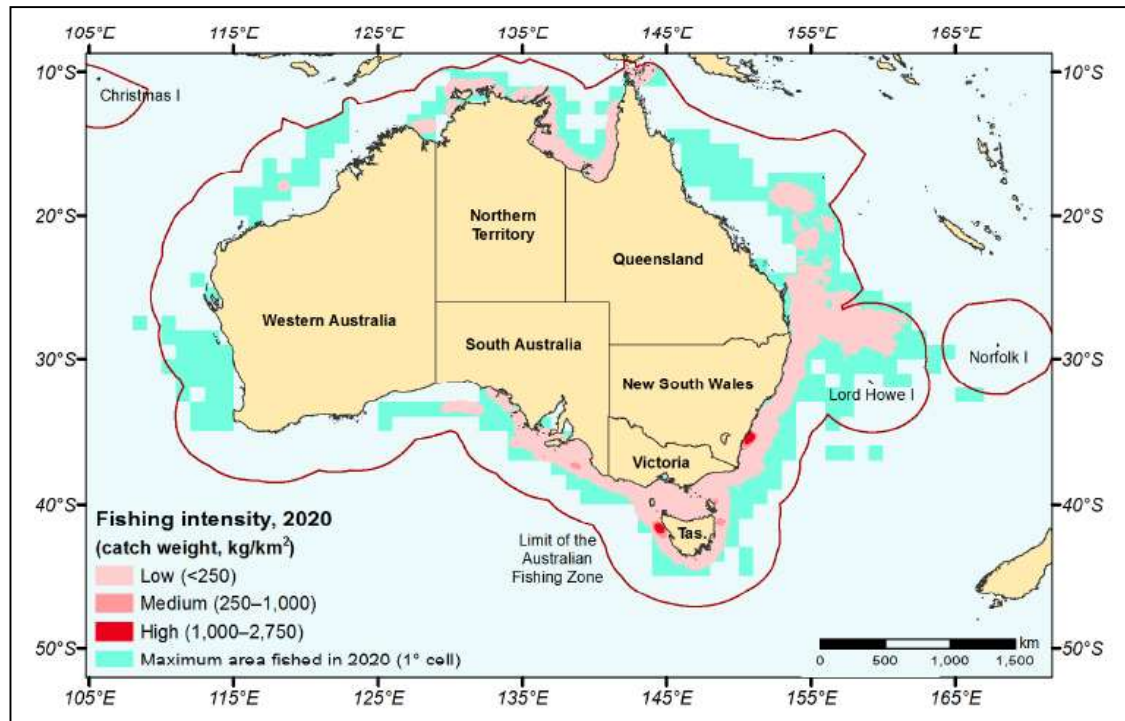 105°E 115°E 125°E 135°E 145°E 155°E 165°E
10°S 10°S
Christmas I
20°S 20°S
Northern
Territory
Queensland
Western Australia
South Australia
30°S 30°S
Norfolk I
New South Wales
Lord Howe I
Victoria
40°S 40°S
Tas.
Limit of the
Australian
Fishing Zone
Fishing intensity, 2020
(catch weight, kg/km²)
Low (<250)
Medium (250–1,000)
High (1,000–2,750)
Maximum area fished in 2020 (1° cell)
km
0 500 1,000 1,500
50°S 50°S
105°E 115°E 125°E 135°E 145°E 155°E 165°E